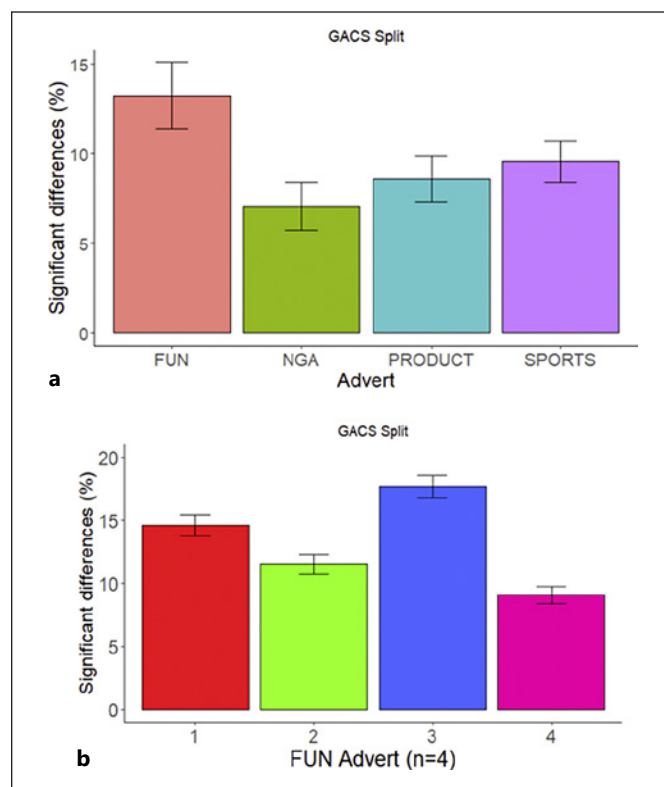 GACS Split
Significant differences (%)
15
10
5
0
FUN NGA PRODUCT SPORTS
Advert
a
GACS Split
Significant differences (%)
20
15
10
5
0
1 2 3 4
FUN Advert (n=4)
b